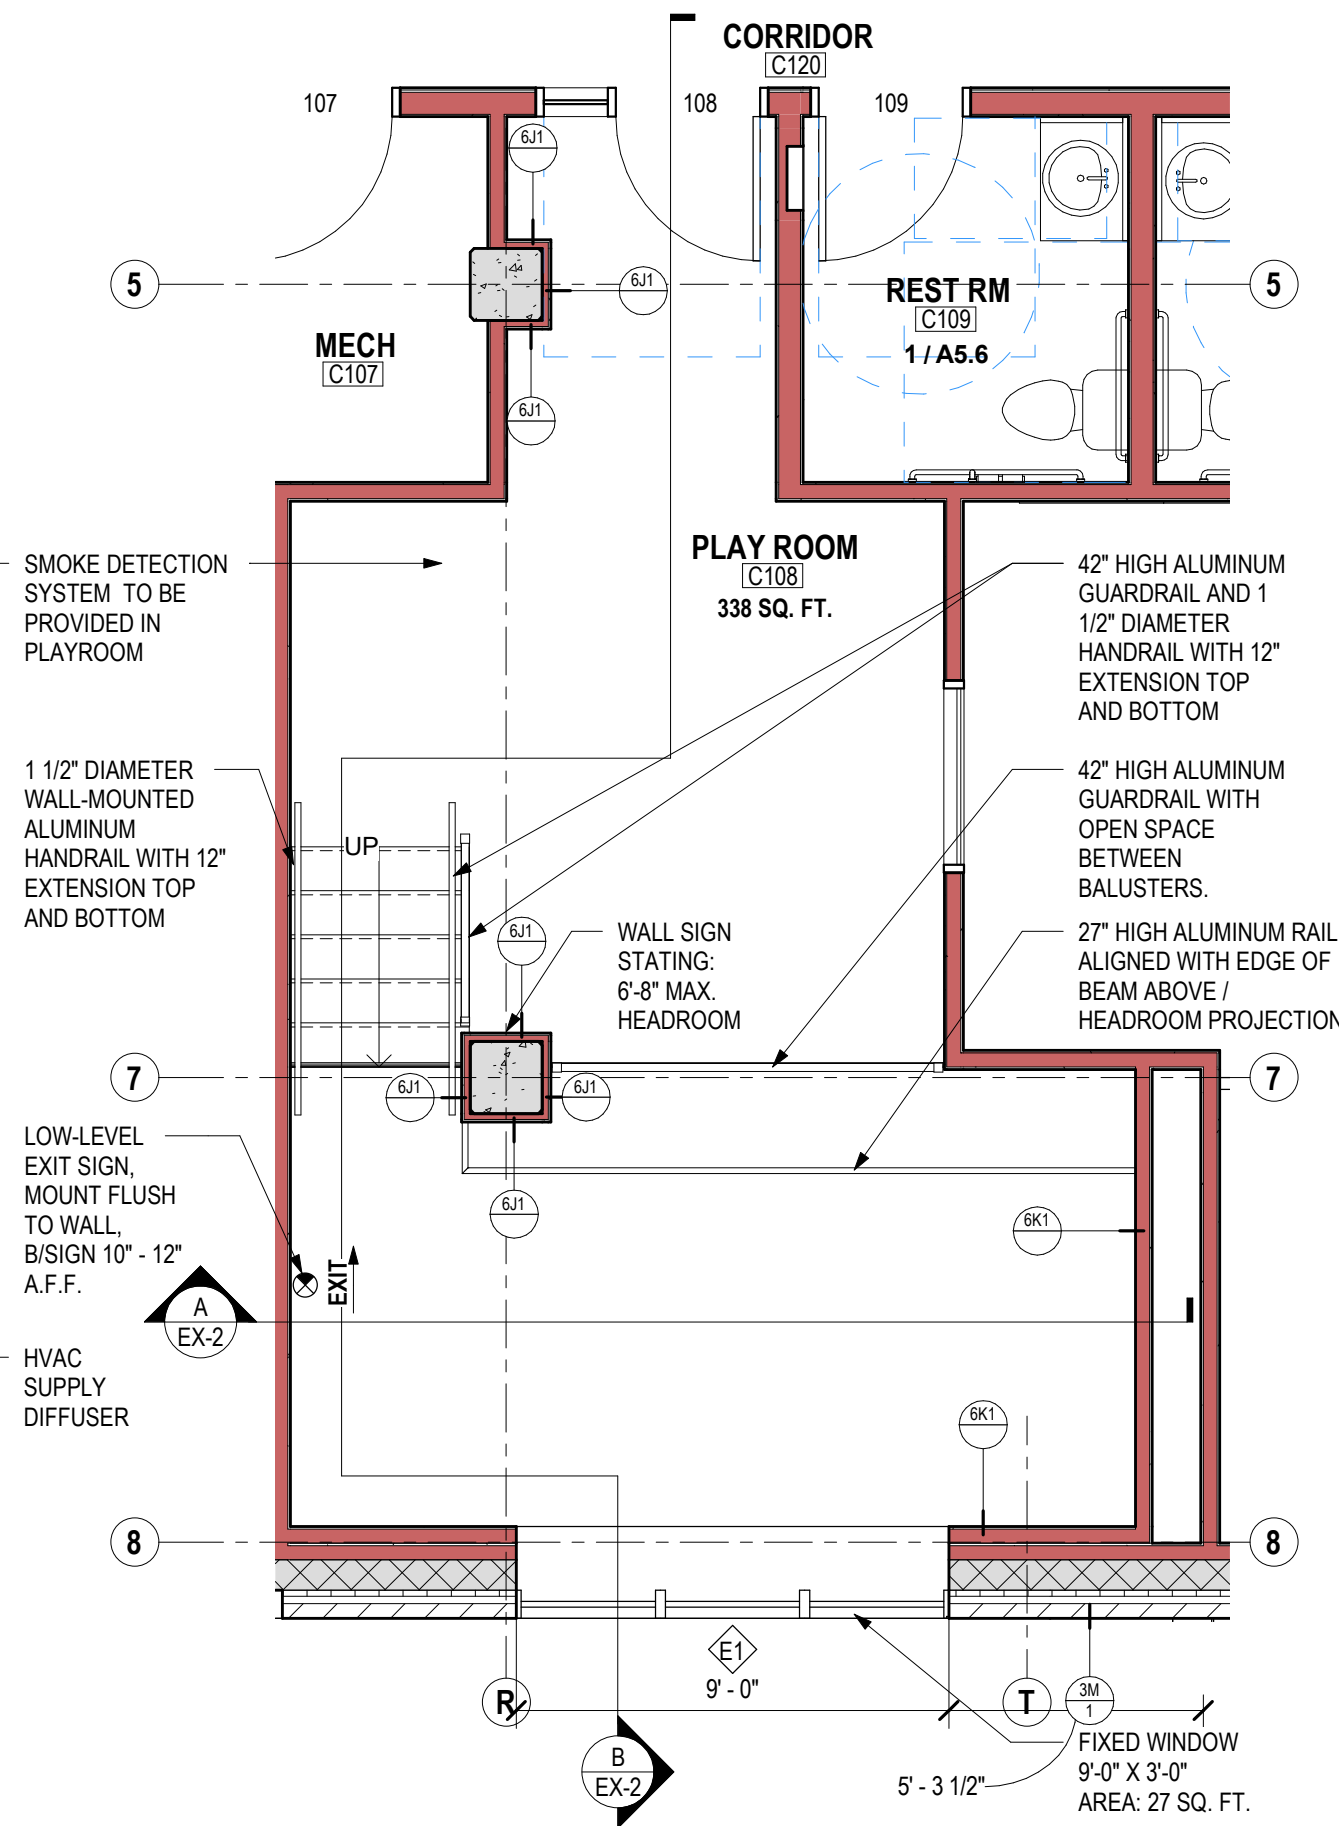 CORRIDOR
C120
107
108
109
6J1
5
6J1
5
REST RM
C109
1 / A5.6
MECH
C107
6J1
PLAY ROOM
C108
338 SQ. FT.
SMOKE DETECTION
SYSTEM TO BE
PROVIDED IN
PLAYROOM
42" HIGH ALUMINUM
GUARDRAIL AND 1
1/2" DIAMETER
HANDRAIL WITH 12"
EXTENSION TOP
AND BOTTOM
1 1/2" DIAMETER
WALL-MOUNTED
ALUMINUM
HANDRAIL WITH 12"
EXTENSION TOP
AND BOTTOM
UP
42" HIGH ALUMINUM
GUARDRAIL WITH
OPEN SPACE
BETWEEN
BALUSTERS.
6J1
WALL SIGN
STATING:
6'-8" MAX.
HEADROOM
27" HIGH ALUMINUM RAIL
ALIGNED WITH EDGE OF
BEAM ABOVE /
HEADROOM PROJECTION
7
6J1
6J1
7
LOW-LEVEL
EXIT SIGN,
MOUNT FLUSH
TO WALL,
B/SIGN 10" - 12"
A.F.F.
6J1
6K1
EXIT
A
EX-2
HVAC
SUPPLY
DIFFUSER
6K1
8
8
E1
9' - 0"
R
T
3M
1
B
EX-2
5' - 3 1/2"
FIXED WINDOW
9'-0" X 3'-0"
AREA: 27 SQ. FT.